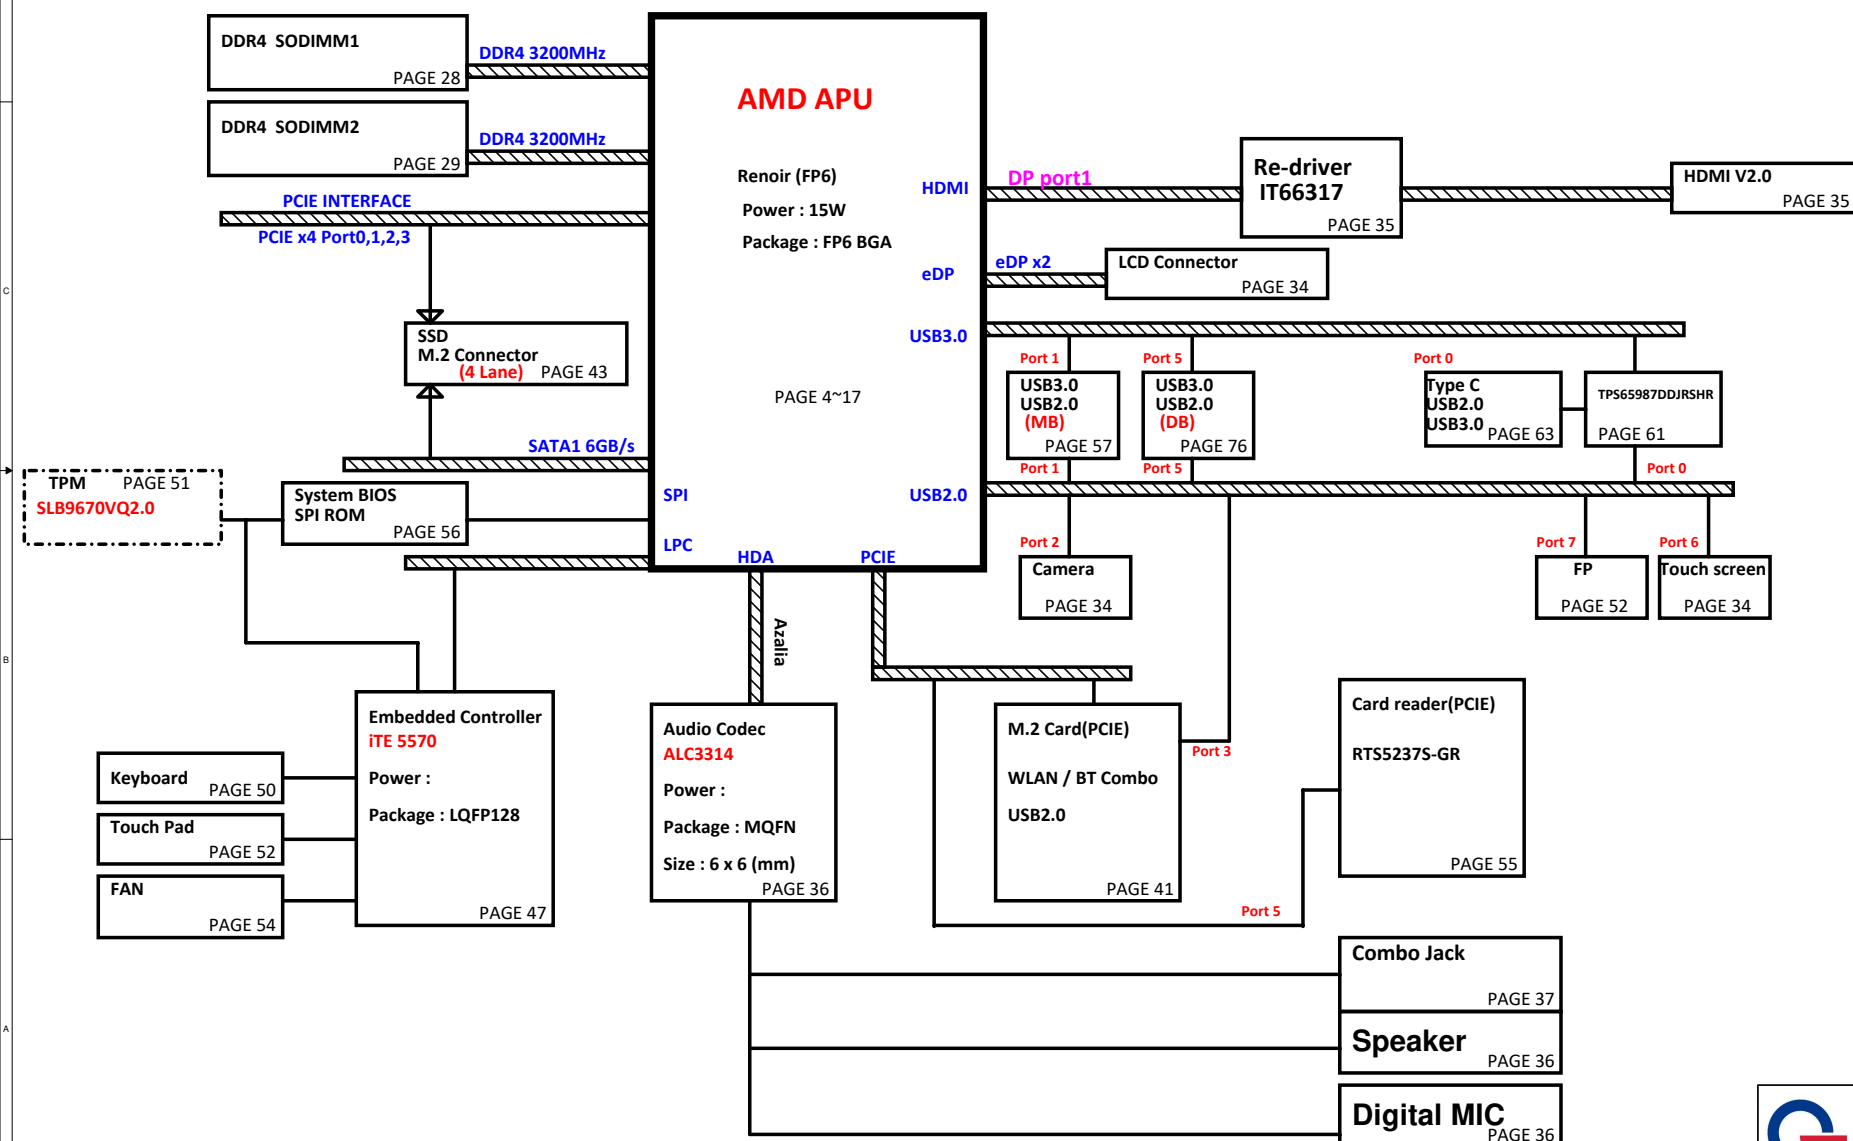 DDR4 SODIMM1
PAGE 28
DDR4 3200MHz
DDR4 SODIMM2
PAGE 29
DDR4 3200MHz
PCIE INTERFACE
PCIE x4 Port0,1,2,3
SSD
M.2 Connector
(4 Lane) PAGE 43
SATA1 6GB/s
TPM PAGE 51
SLB9670VQ2.0
System BIOS
SPI ROM
PAGE 56
AMD APU
Renoir (FP6)
Power : 15W
Package : FP6 BGA
PAGE 4~17
HDMI
eDP
USB3.0
USB2.0
SPI
LPC
HDA
PCIE
DP port1
Re-driver
IT66317
PAGE 35
HDMI V2.0
PAGE 35
eDP x2
LCD Connector
PAGE 34
Port 1
USB3.0
USB2.0
(MB)
PAGE 57
Port 1
Port 5
USB3.0
USB2.0
(DB)
PAGE 76
Port 5
Port 0
Type C
USB2.0
USB3.0
PAGE 63
TPS65987DDJRSHR
PAGE 61
Port 0
Port 2
Camera
PAGE 34
Port 7
FP
PAGE 52
Port 6
Touch screen
PAGE 34
Azalia
Embedded Controller
iTE 5570
Power :
Package : LQFP128
PAGE 47
Keyboard
PAGE 50
Touch Pad
PAGE 52
FAN
PAGE 54
Audio Codec
ALC3314
Power :
Package : MQFN
Size : 6 x 6 (mm)
PAGE 36
M.2 Card(PCIE)
WLAN / BT Combo
USB2.0
PAGE 41
Port 3
Card reader(PCIE)
RTS5237S-GR
PAGE 55
Port 5
Combo Jack
PAGE 37
Speaker
PAGE 36
Digital MIC
PAGE 36
C
B
A